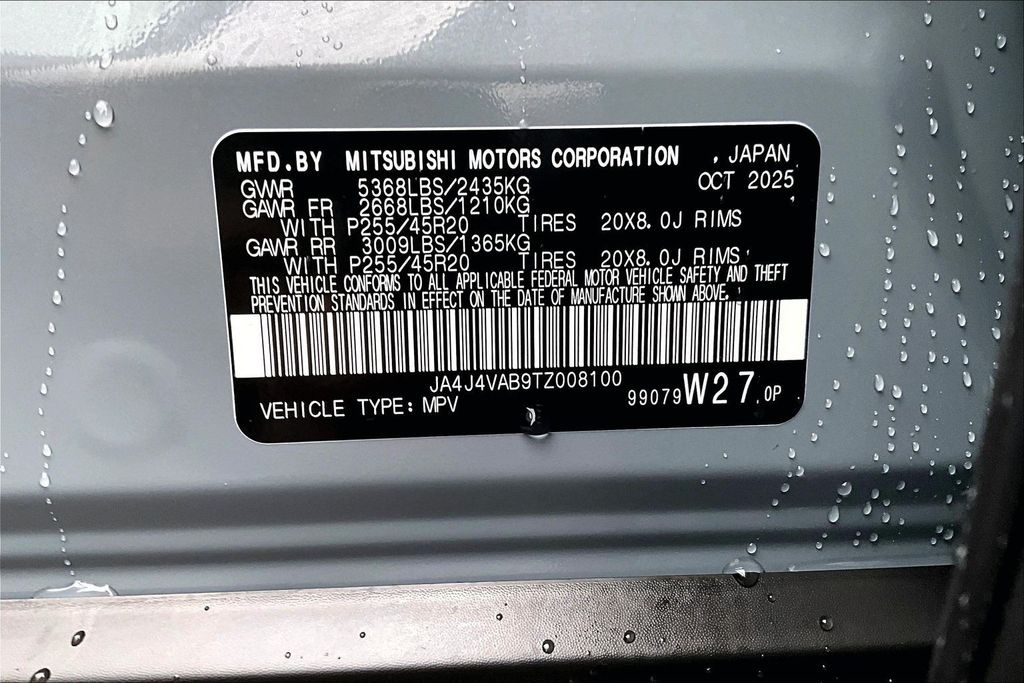 MFD.BY MITSUBISHI MOTORS CORPORATION , JAPAN
OCT 2025
GVWR 5368LBS/2435KG
GAWR FR 2668LBS/1210KG
WITH P255/45R20 TIRES 20X8.0J RIMS
GAWR RR 3009LBS/1365KG
WITH P255/45R20 TIRES 20X8.0J RIMS
THIS VEHICLE CONFORMS TO ALL APPLICABLE FEDERAL MOTOR VEHICLE SAFETY AND THEFT
PREVENTION STANDARDS IN EFFECT ON THE DATE OF MANUFACTURE SHOWN ABOVE.
JA4J4VAB9TZ008100
VEHICLE TYPE: MPV 99079 W27.0P